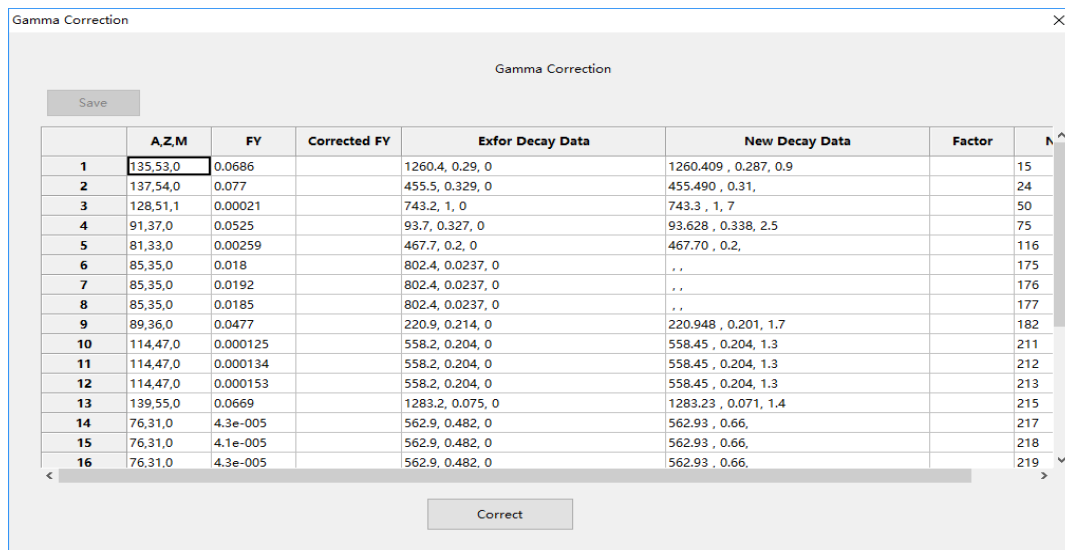 Gamma Correction
Gamma Correction
Save
A,Z,M FY Corrected FY Exfor Decay Data New Decay Data Factor
1 135,53,0 0.0686 1260.4, 0.29, 0 1260.409 , 0.287, 0.9 15
2 137,54,0 0.077 455.5, 0.329, 0 455.490 , 0.31, 24
3 128,51,1 0.00021 743.2, 1, 0 743.3 , 1, 7 50
4 91,37,0 0.0525 93.7, 0.327, 0 93.628 , 0.338, 2.5 75
5 81,33,0 0.00259 467.7, 0.2, 0 467.70 , 0.2, 116
6 85,35,0 0.018 802.4, 0.0237, 0 , , 175
7 85,35,0 0.0192 802.4, 0.0237, 0 , , 176
8 85,35,0 0.0185 802.4, 0.0237, 0 , , 177
9 89,36,0 0.0477 220.9, 0.214, 0 220.948 , 0.201, 1.7 182
10 114,47,0 0.000125 558.2, 0.204, 0 558.45 , 0.204, 1.3 211
11 114,47,0 0.000134 558.2, 0.204, 0 558.45 , 0.204, 1.3 212
12 114,47,0 0.000153 558.2, 0.204, 0 558.45 , 0.204, 1.3 213
13 139,55,0 0.0669 1283.2, 0.075, 0 1283.23 , 0.071, 1.4 215
14 76,31,0 4.3e-005 562.9, 0.482, 0 562.93 , 0.66, 217
15 76,31,0 4.1e-005 562.9, 0.482, 0 562.93 , 0.66, 218
16 76,31,0 4.3e-005 562.9, 0.482, 0 562.93 , 0.66, 219
Correct